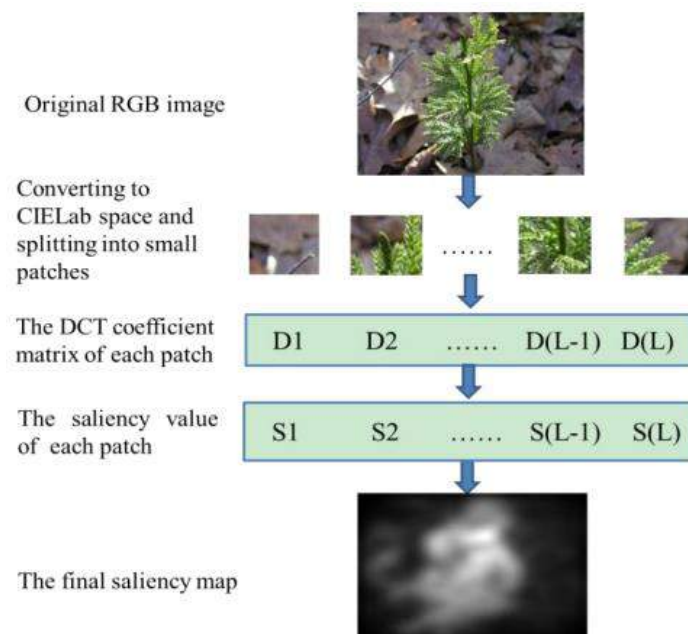 Original RGB image
Converting to
CIELab space and
splitting into small
patches
......
The DCT coefficient
matrix of each patch
D1 D2 ...... D(L-1) D(L)
The saliency value
of each patch
S1 S2 ...... S(L-1) S(L)
The final saliency map